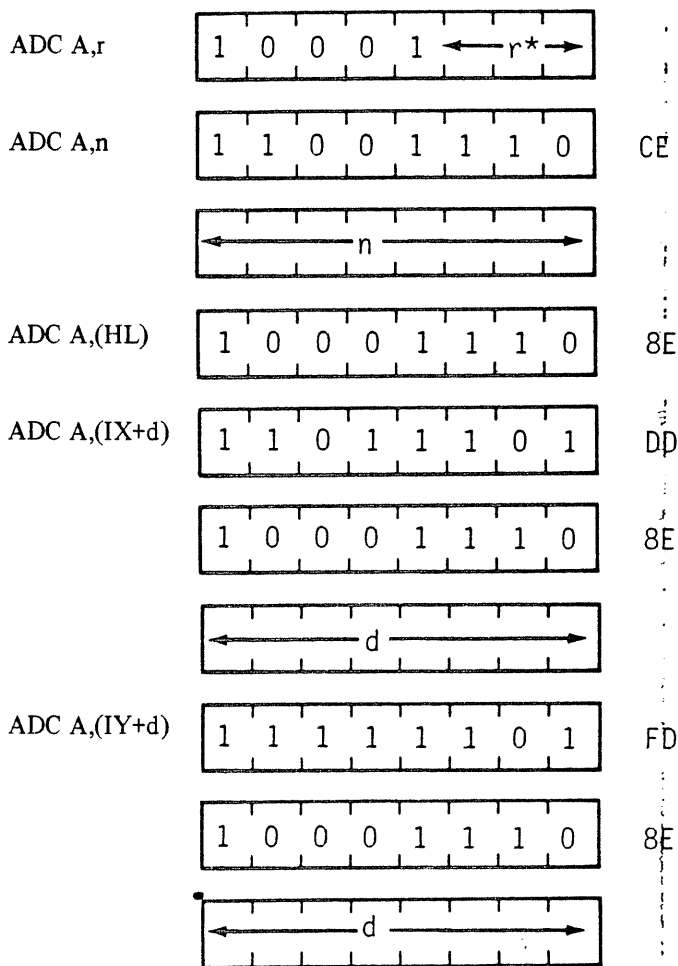 ADC A,r 1 0 0 0 1 r*
ADC A,n 1 1 0 0 1 1 1 0 CE
n
ADC A,(HL) 1 0 0 0 1 1 1 0 8E
ADC A,(IX+d) 1 1 0 1 1 1 0 1 DD
1 0 0 0 1 1 1 0 8E
d
ADC A,(IY+d) 1 1 1 1 1 1 0 1 FD
1 0 0 0 1 1 1 0 8E
d